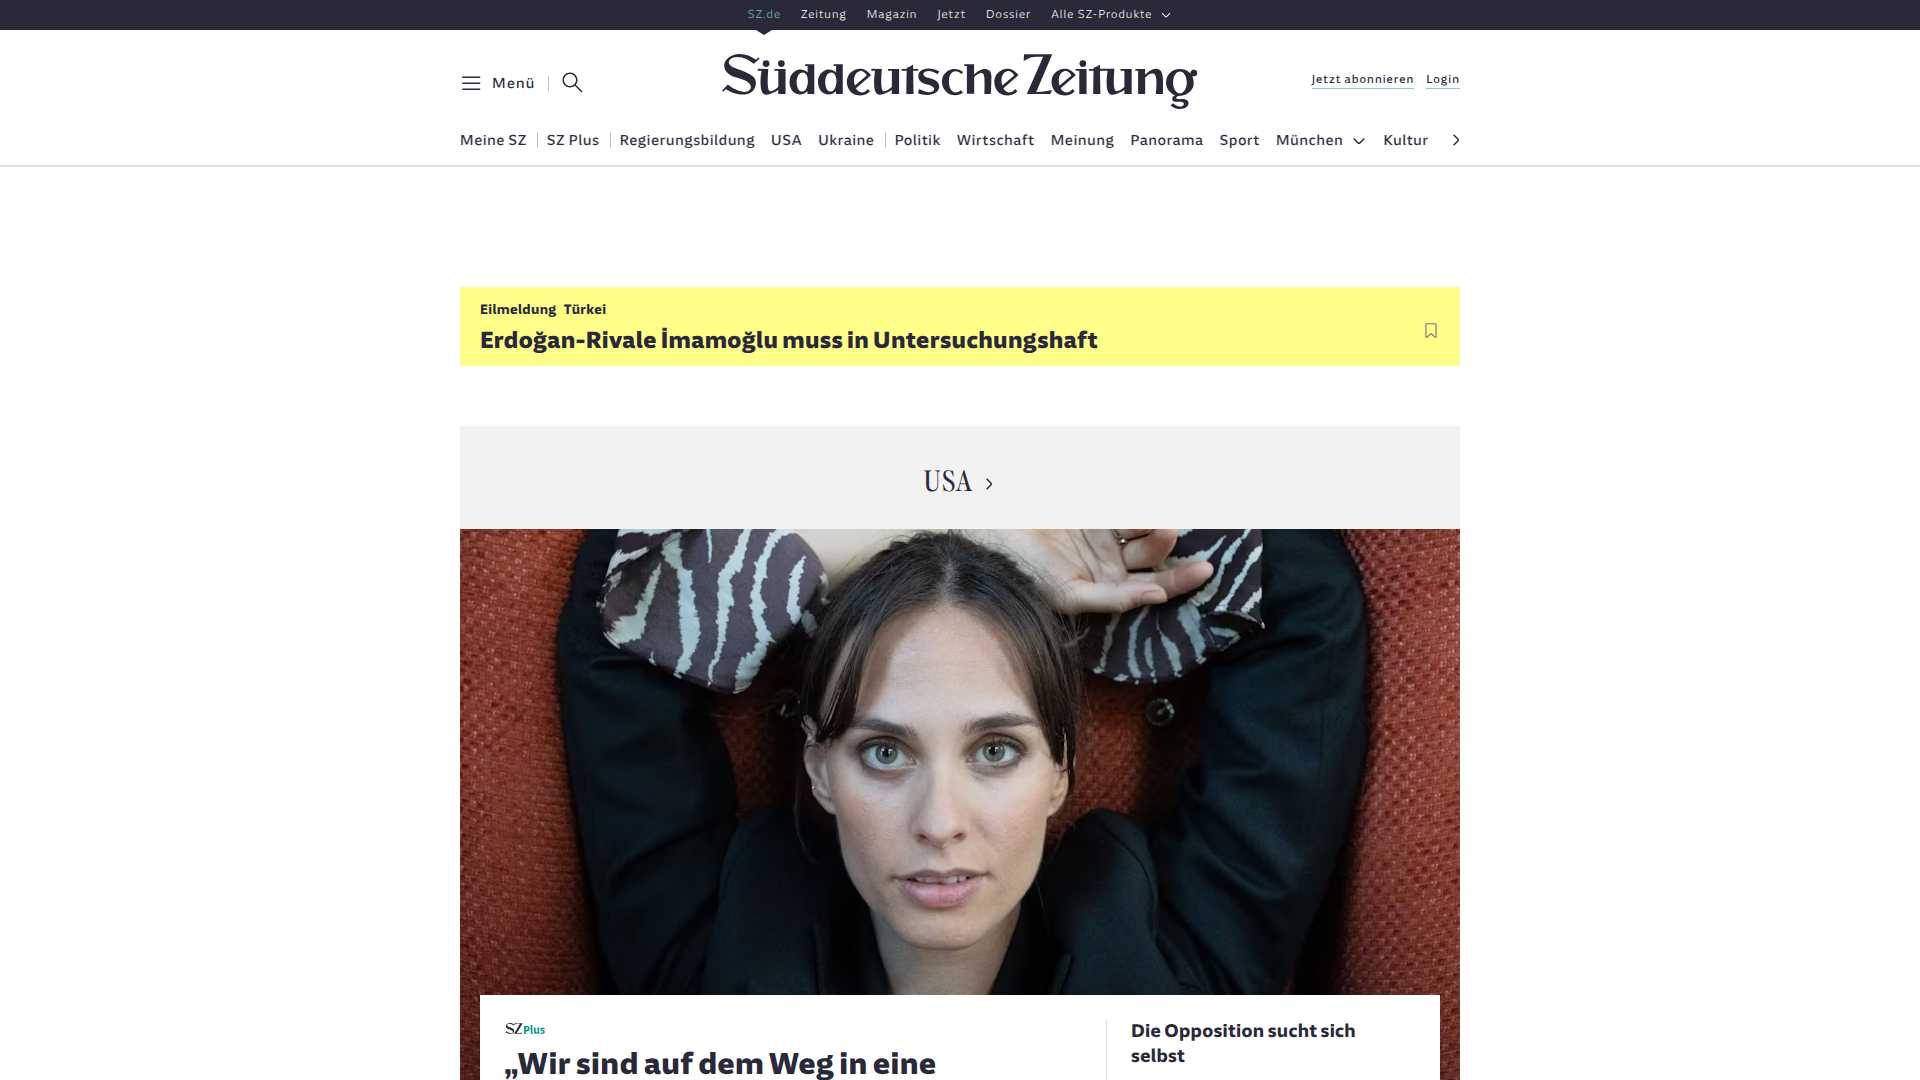 SZ.de Zeitung Magazin Jetzt Dossier Alle SZ-Produkte
Menü
Süddeutsche Zeitung
Jetzt abonnieren Login
Meine SZ SZ Plus Regierungsbildung USA Ukraine Politik Wirtschaft Meinung Panorama Sport München Kultur
Eilmeldung Türkei
Erdoğan-Rivale İmamoğlu muss in Untersuchungshaft
USA
SZ Plus
„Wir sind auf dem Weg in eine
Die Opposition sucht sich
selbst